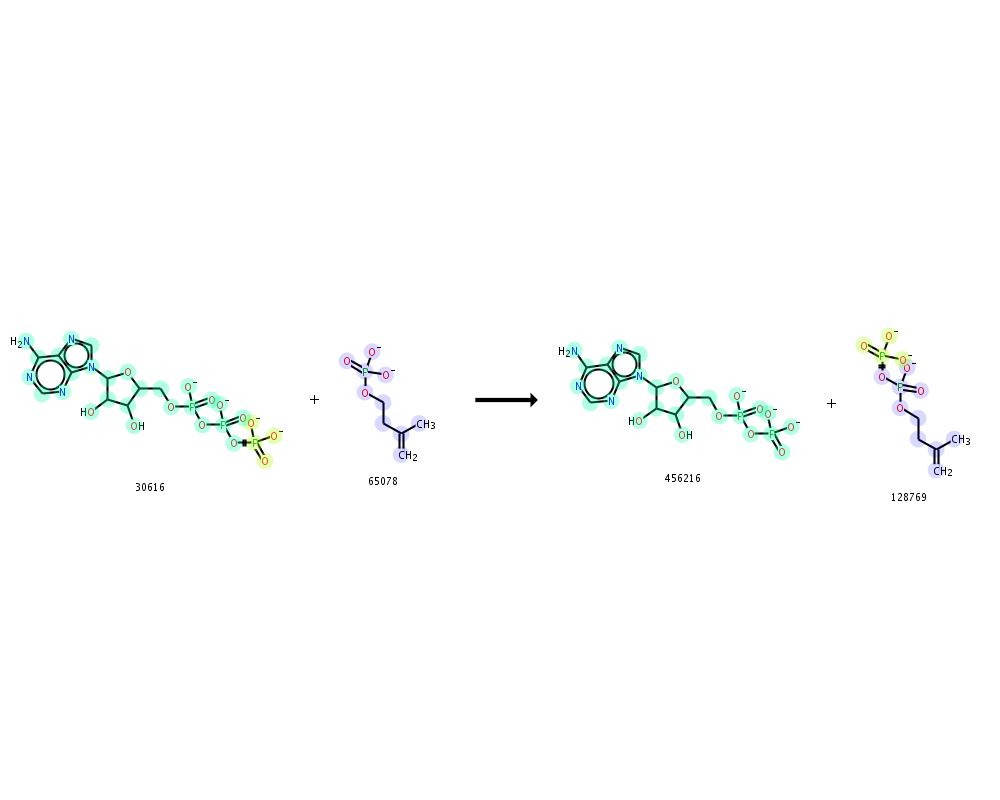 30616
+
65078
456216
+
128769
H2N
N
N
N
N
O
HO
OH
O
P
O-
O
O
P
O-
O
O
P
O-
O-
O
O
P
O-
O-
O
CH3
CH2
H2N
N
N
N
N
O
HO
OH
O
P
O-
O
O
P
O-
O-
O
O
P
O-
O-
O
P
O-
O
O
CH3
CH2